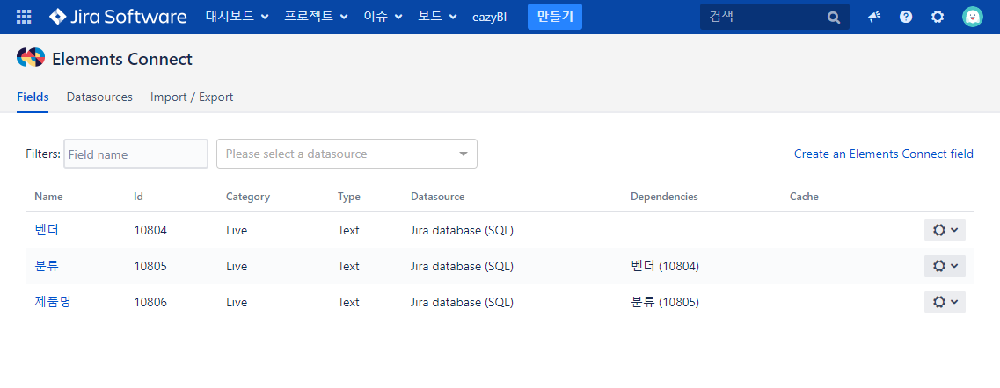 Jira Software 대시보드 프로젝트 이슈 보드 eazyBI 만들기 검색
Elements Connect
Fields Datasources Import / Export
Filters: Field name Please select a datasource Create an Elements Connect field
Name Id Category Type Datasource Dependencies Cache
벤더 10804 Live Text Jira database (SQL)
분류 10805 Live Text Jira database (SQL) 벤더 (10804)
제품명 10806 Live Text Jira database (SQL) 분류 (10805)